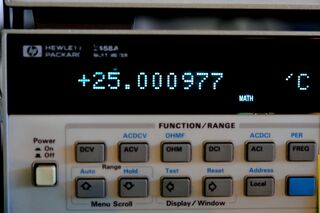 hp HEWLETT
PACKARD
+25.000977 °C
MATH
FUNCTION/RANGE
Power
On
Off
ACDCV OHMF ACDCI PER
DCV ACV OHM DCI ACI FREQ
Range
Auto Hold Test Reset Address
Local
Menu Scroll Display/Window